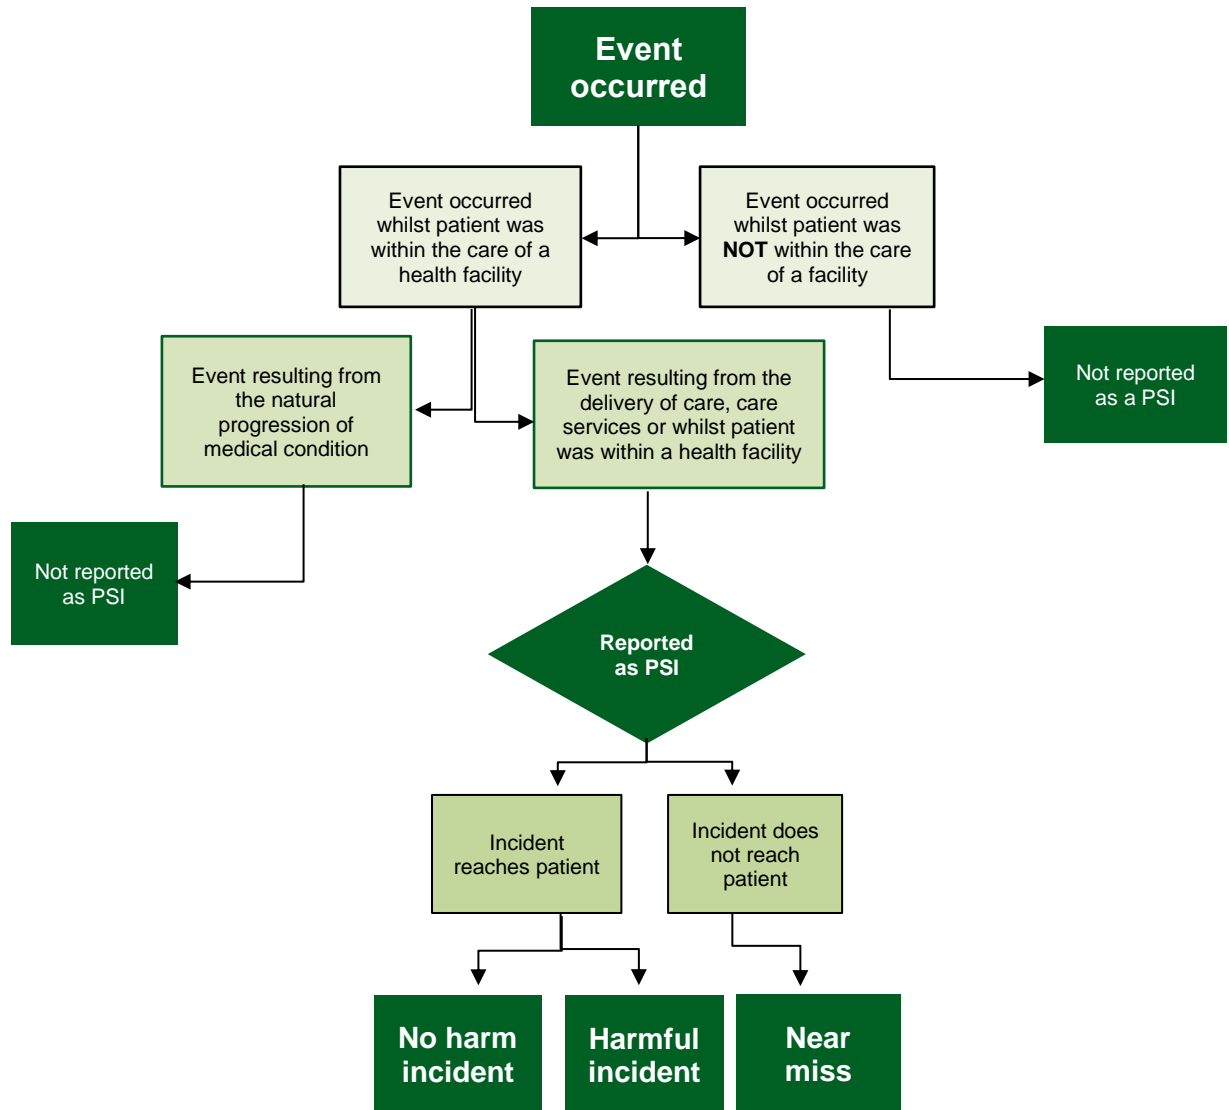 Event
occurred
Event occurred
whilst patient was
within the care of a
health facility
Event occurred
whilst patient was
NOT within the care
of a facility
Event resulting from
the natural
progression of
medical condition
Event resulting from the
delivery of care, care
services or whilst patient
was within a health facility
Not reported
as a PSI
Not reported
as PSI
Reported
as PSI
Incident
reaches patient
Incident does
not reach
patient
No harm
incident
Harmful
incident
Near
miss